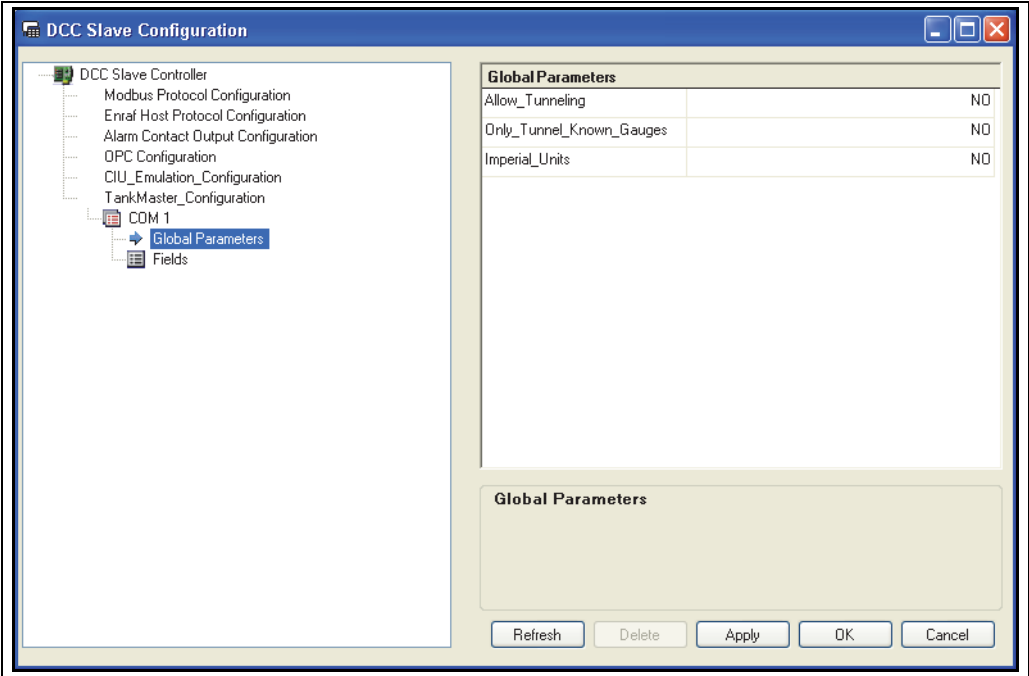 DCC Slave Configuration
DCC Slave Controller
Modbus Protocol Configuration
Enraf Host Protocol Configuration
Alarm Contact Output Configuration
OPC Configuration
CIU_Emulation_Configuration
TankMaster_Configuration
COM 1
Global Parameters
Fields
Global Parameters
Allow_Tunneling NO
Only_Tunnel_Known_Gauges NO
Imperial_Units NO
Global Parameters
Refresh Delete Apply OK Cancel